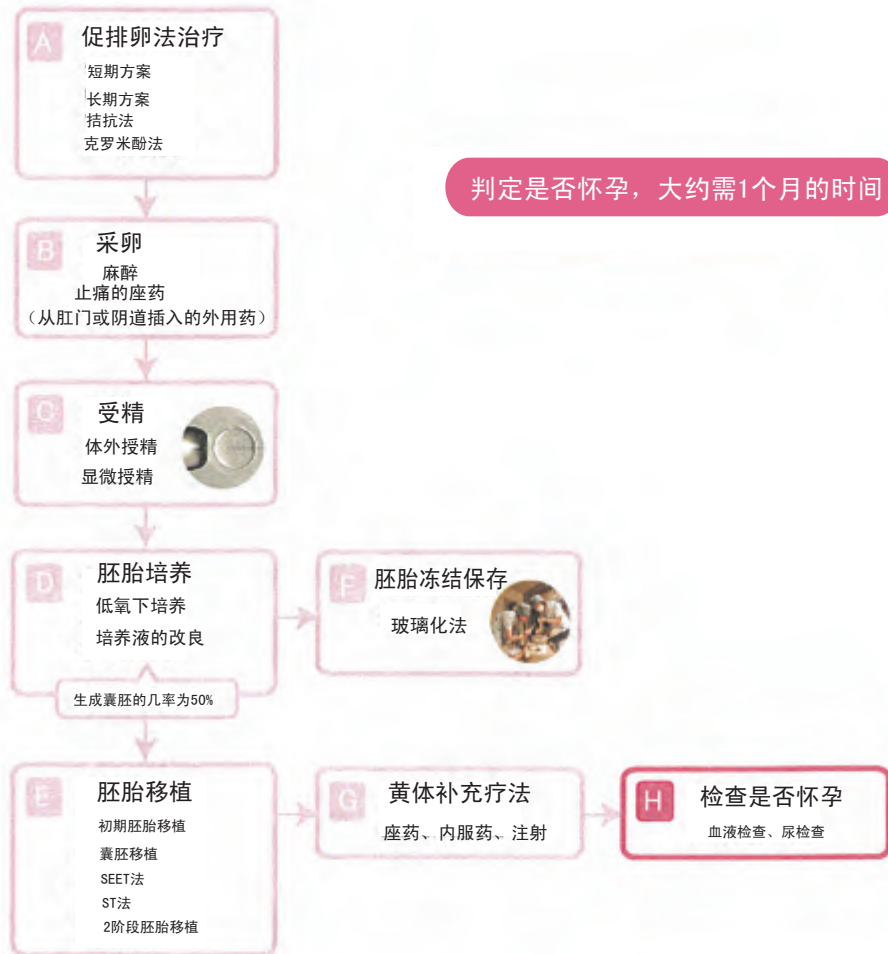 A 促排卵法治疗
短期方案
长期方案
拮抗法
克罗米酚法
判定是否怀孕，大约需1个月的时间
B 采卵
麻醉
止痛的座药
（从肛门或阴道插入的外用药）
C 受精
体外授精
显微授精
D 胚胎培养
低氧下培养
培养液的改良
生成囊胚的几率为50%
F 胚胎冻结保存
玻璃化法
E 胚胎移植
初期胚胎移植
囊胚移植
SEET法
ST法
2阶段胚胎移植
G 黄体补充疗法
座药、内服药、注射
H 检查是否怀孕
血液检查、尿检查